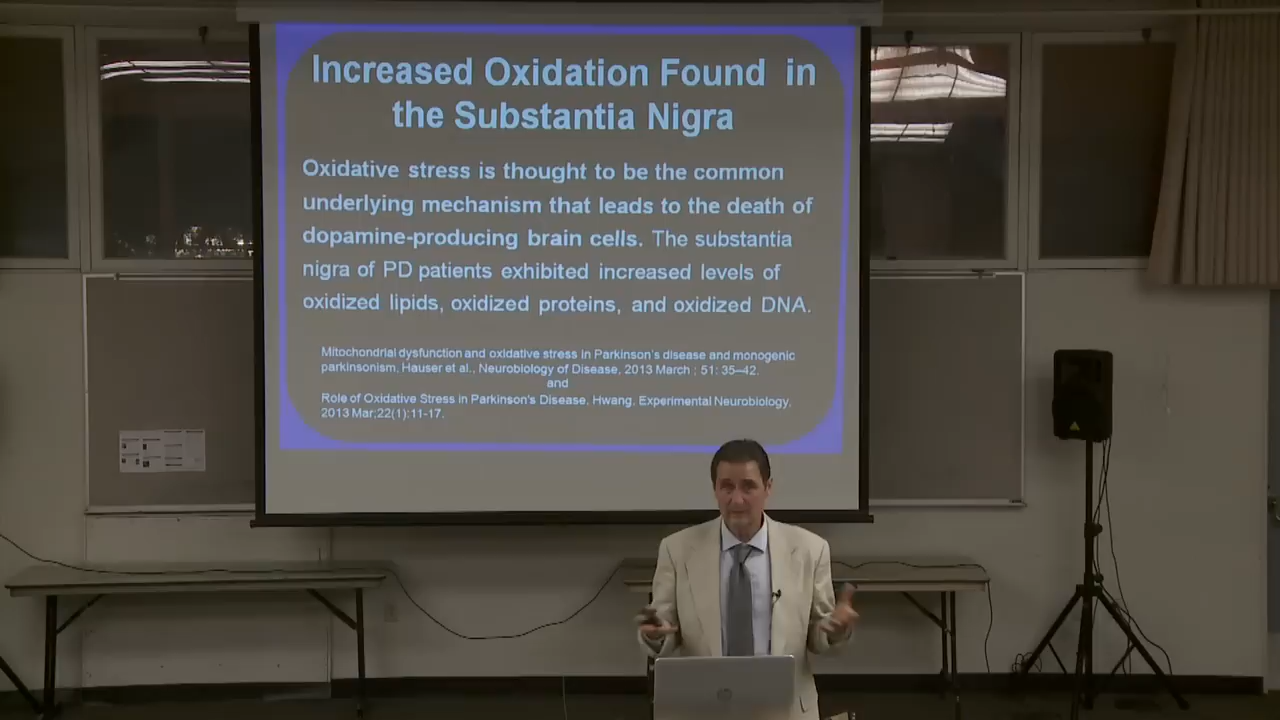 Increased Oxidation Found in
the Substantia Nigra
Oxidative stress is thought to be the common
underlying mechanism that leads to the death of
dopamine-producing brain cells. The substantia
nigra of PD patients exhibited increased levels of
oxidized lipids, oxidized proteins, and oxidized DNA.
Mitochondrial dysfunction and oxidative stress in Parkinson's disease and monogenic
parkinsonism, Hauser et al., Neurobiology of Disease, 2013 March ; 51: 35–42.
and
Role of Oxidative Stress in Parkinson's Disease, Hwang, Experimental Neurobiology,
2013 Mar;22(1):11-17.
hp